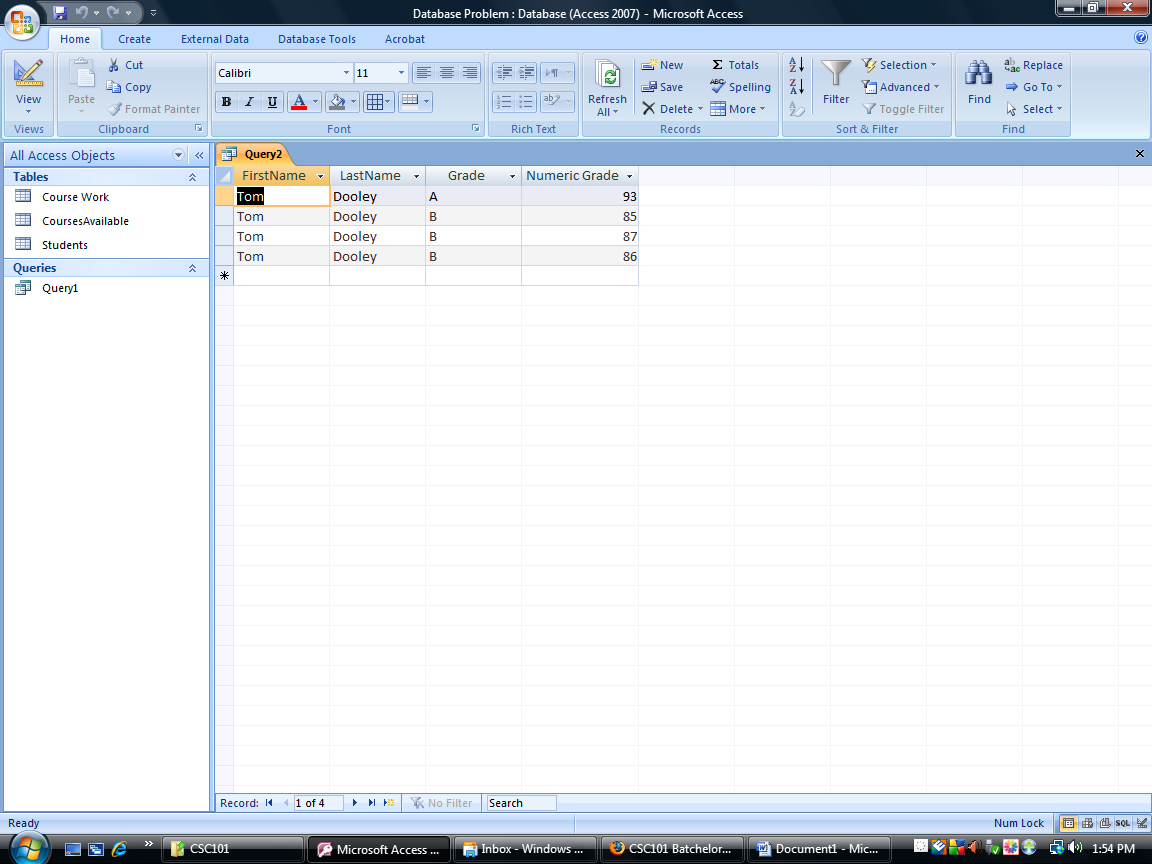 Database Problem : Database (Access 2007) - Microsoft Access
Home Create External Data Database Tools Acrobat
View
Views
Paste
Cut
Copy
Format Painter
Clipboard
Calibri 11
B I U A
Font
Rich Text
Refresh All
New
Save
Delete
Σ Totals
Spelling
More
Records
Filter
Selection
Advanced
Toggle Filter
Sort & Filter
Find
Replace
Go To
Select
Find
All Access Objects
Tables
Course Work
CoursesAvailable
Students
Queries
Query1
Query2
FirstName LastName Grade Numeric Grade
Tom Dooley A 93
Tom Dooley B 85
Tom Dooley B 87
Tom Dooley B 86
Record: 1 of 4 No Filter Search
Ready Num Lock SQL
CSC101 Microsoft Access ... Inbox - Windows ... CSC101 Batchelor... Document1 - Mic... 1:54 PM